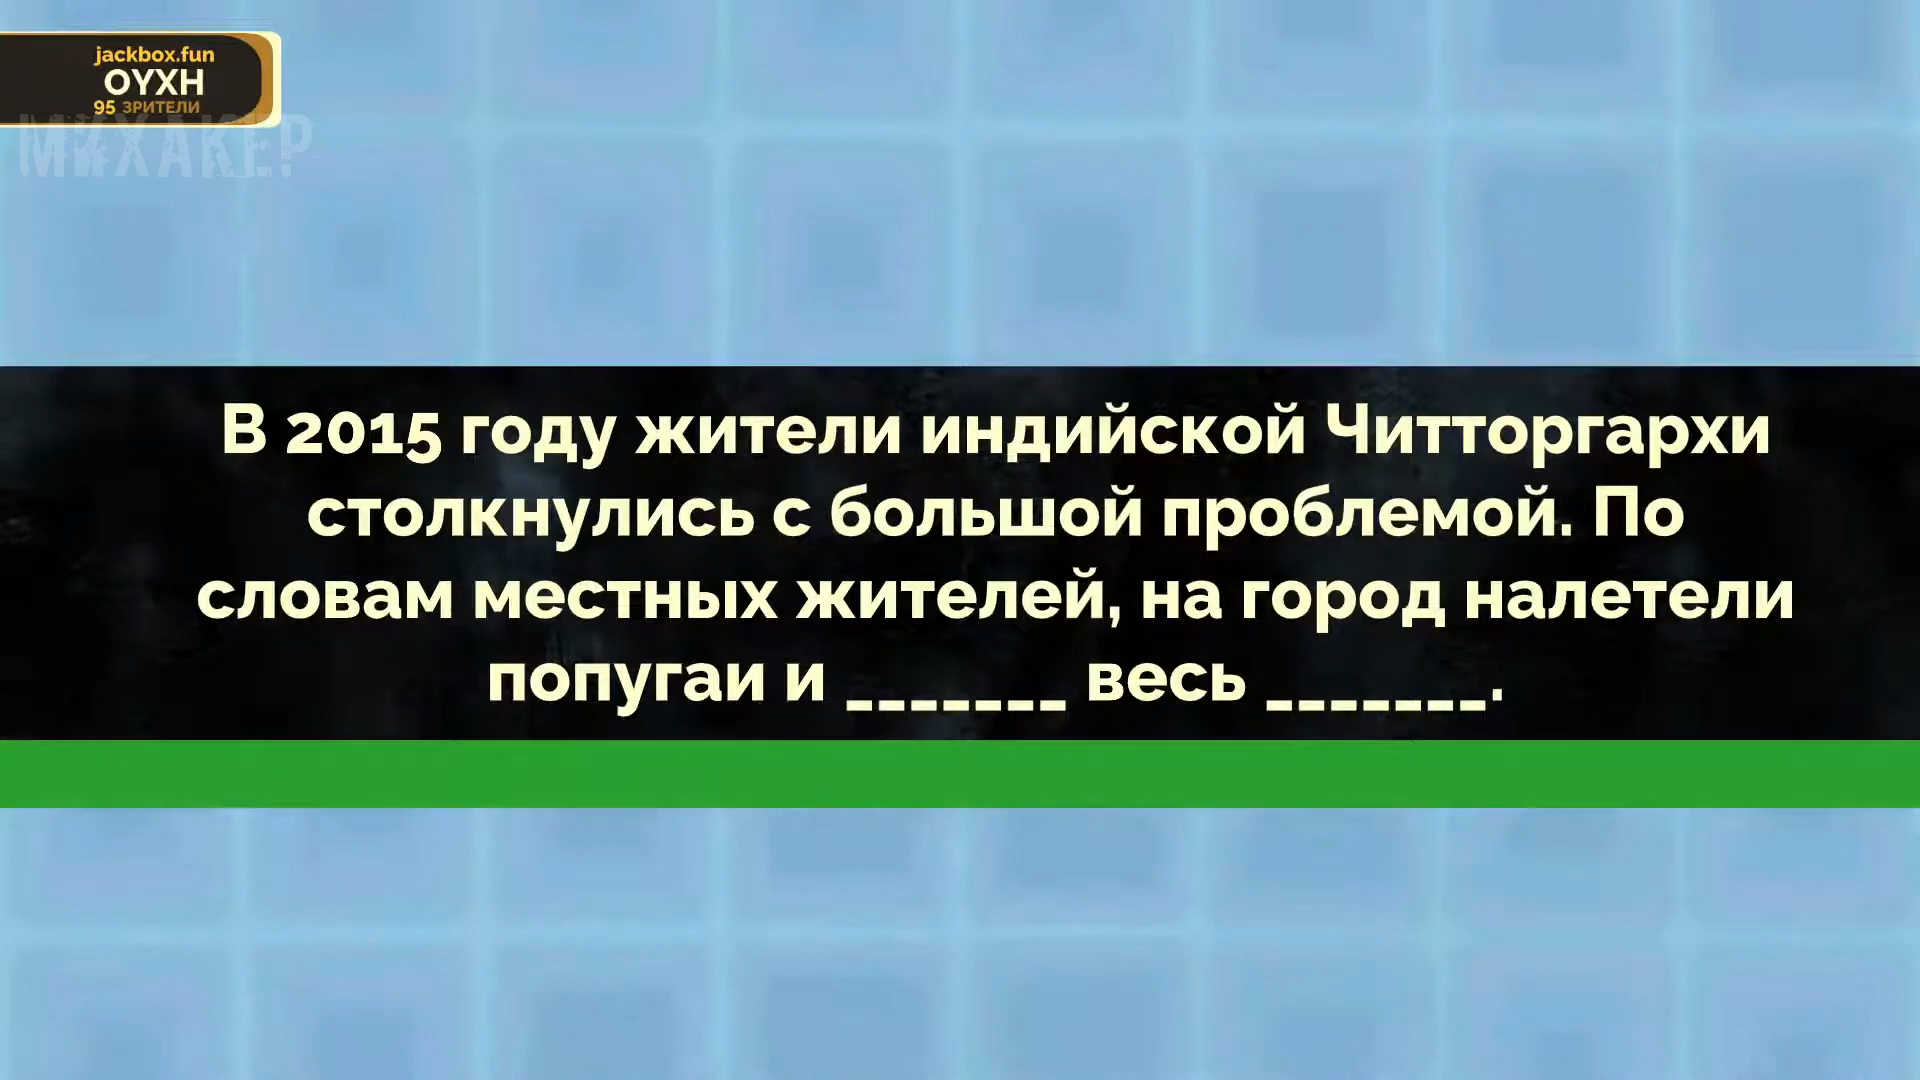 jackbox.fun
OYXH
95 ЗРИТЕЛИ
МИХАКЕР
В 2015 году жители индийской Читторгархи
столкнулись с большой проблемой. По
словам местных жителей, на город налетели
попугаи и _______ весь _______.